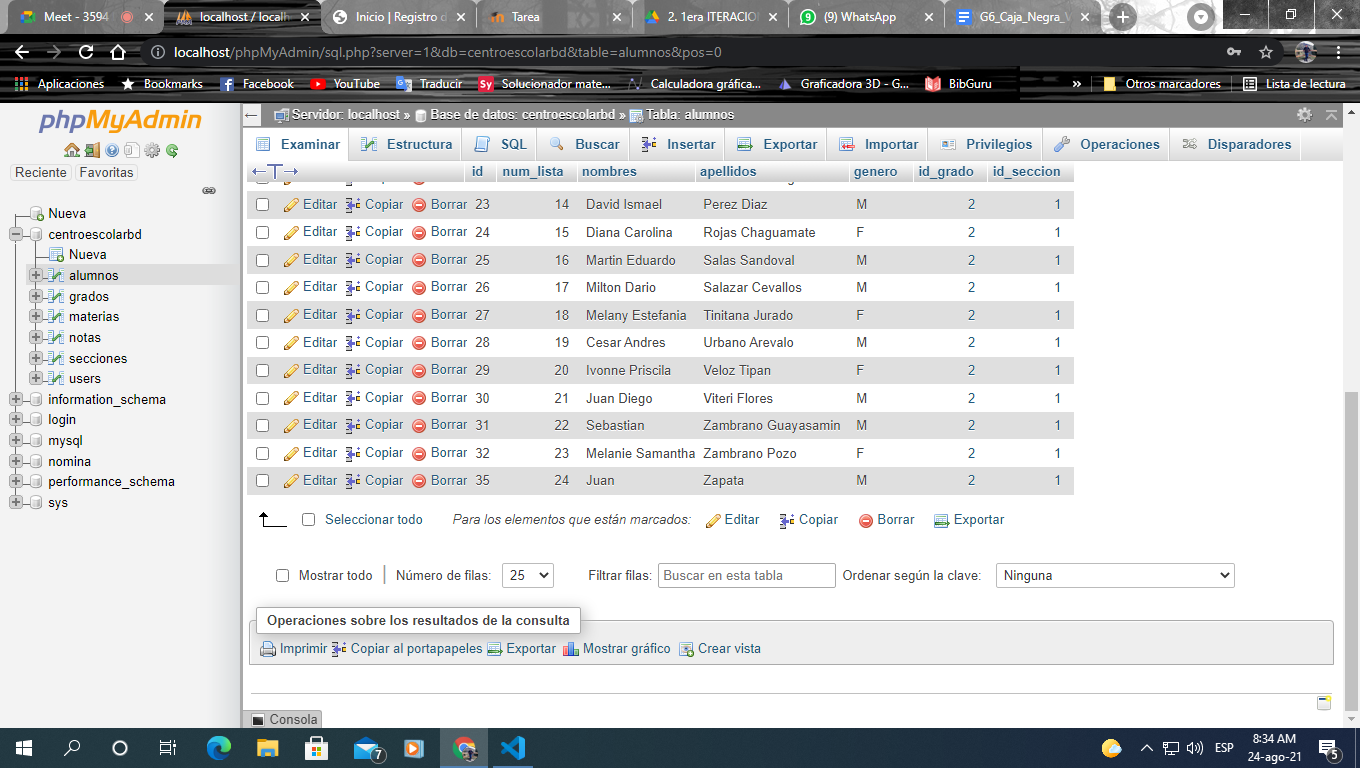 Meet - 3594
localhost / localh
Inicio | Registro d
Tarea
2. 1era ITERACIO
(9) WhatsApp
G6_Caja_Negra_V
localhost/phpMyAdmin/sql.php?server=1&db=centroescolarbd&table=alumnos&pos=0
Aplicaciones Bookmarks Facebook YouTube Traducir Solucionador mate... Calculadora gráfica... Graficadora 3D - G... BibGuru » Otros marcadores Lista de lectura
phpMyAdmin
Reciente Favoritas
Nueva
centroescolarbd
Nueva
alumnos
grados
materias
notas
secciones
users
information_schema
login
mysql
nomina
performance_schema
sys
Servidor: localhost » Base de datos: centroescolarbd » Tabla: alumnos
Examinar Estructura SQL Buscar Insertar Exportar Importar Privilegios Operaciones Disparadores
id num_lista nombres apellidos genero id_grado id_seccion
Editar Copiar Borrar 23 14 David Ismael Perez Diaz M 2 1
Editar Copiar Borrar 24 15 Diana Carolina Rojas Chaguamate F 2 1
Editar Copiar Borrar 25 16 Martin Eduardo Salas Sandoval M 2 1
Editar Copiar Borrar 26 17 Milton Dario Salazar Cevallos M 2 1
Editar Copiar Borrar 27 18 Melany Estefania Tinitana Jurado F 2 1
Editar Copiar Borrar 28 19 Cesar Andres Urbano Arevalo M 2 1
Editar Copiar Borrar 29 20 Ivonne Priscila Veloz Tipan F 2 1
Editar Copiar Borrar 30 21 Juan Diego Viteri Flores M 2 1
Editar Copiar Borrar 31 22 Sebastian Zambrano Guayasamin M 2 1
Editar Copiar Borrar 32 23 Melanie Samantha Zambrano Pozo F 2 1
Editar Copiar Borrar 35 24 Juan Zapata M 2 1
Seleccionar todo Para los elementos que están marcados: Editar Copiar Borrar Exportar
Mostrar todo Número de filas: 25 Filtrar filas: Buscar en esta tabla Ordenar según la clave: Ninguna
Operaciones sobre los resultados de la consulta
Imprimir Copiar al portapapeles Exportar Mostrar gráfico Crear vista
Consola
7
ESP
8:34 AM
24-ago-21
5